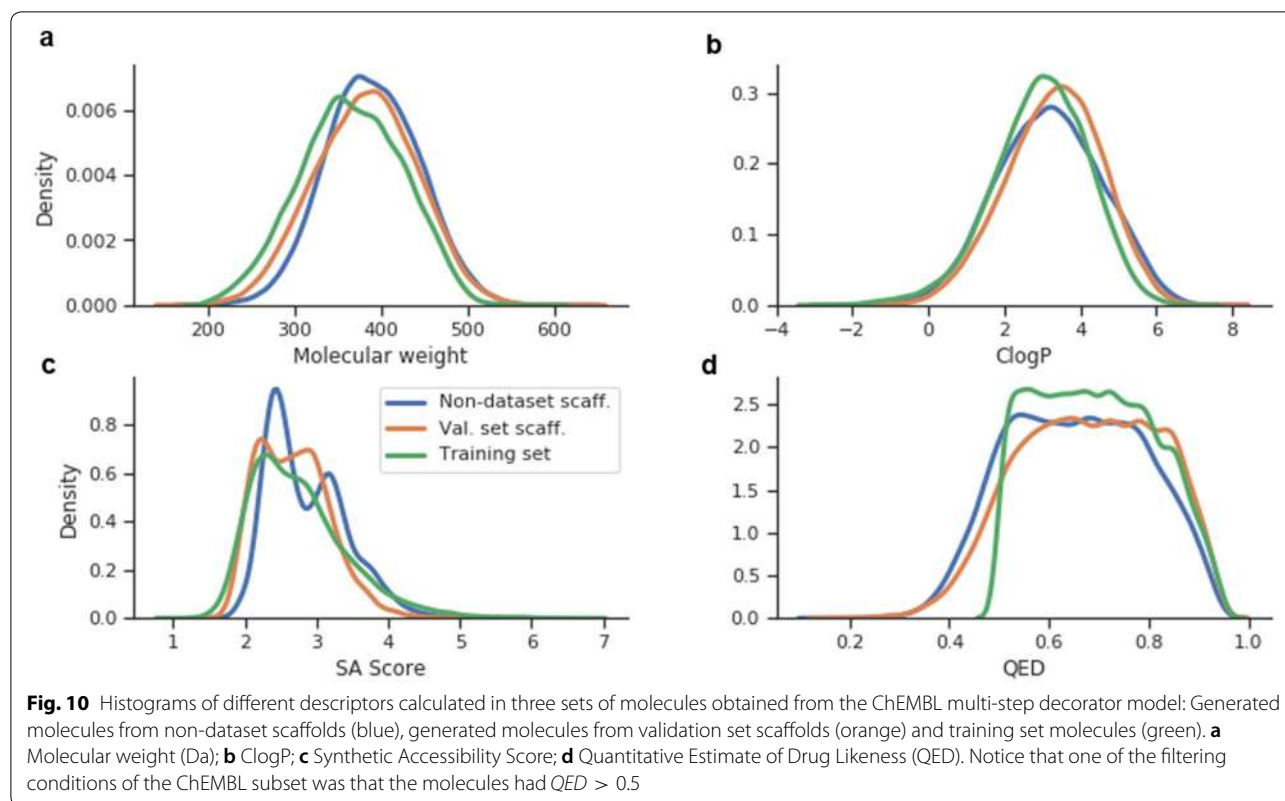 a
Density
0.006
0.004
0.002
0.000
200 300 400 500 600
Molecular weight
b
0.3
0.2
0.1
0.0
−4 −2 0 2 4 6 8
ClogP
c
Density
0.8
0.6
0.4
0.2
0.0
1 2 3 4 5 6 7
SA Score
Non-dataset scaff.
Val. set scaff.
Training set
d
2.5
2.0
1.5
1.0
0.5
0.0
0.2 0.4 0.6 0.8 1.0
QED
Fig. 10 Histograms of different descriptors calculated in three sets of molecules obtained from the ChEMBL multi-step decorator model: Generated
molecules from non-dataset scaffolds (blue), generated molecules from validation set scaffolds (orange) and training set molecules (green). a
Molecular weight (Da); b ClogP; c Synthetic Accessibility Score; d Quantitative Estimate of Drug Likeness (QED). Notice that one of the filtering
conditions of the ChEMBL subset was that the molecules had QED > 0.5